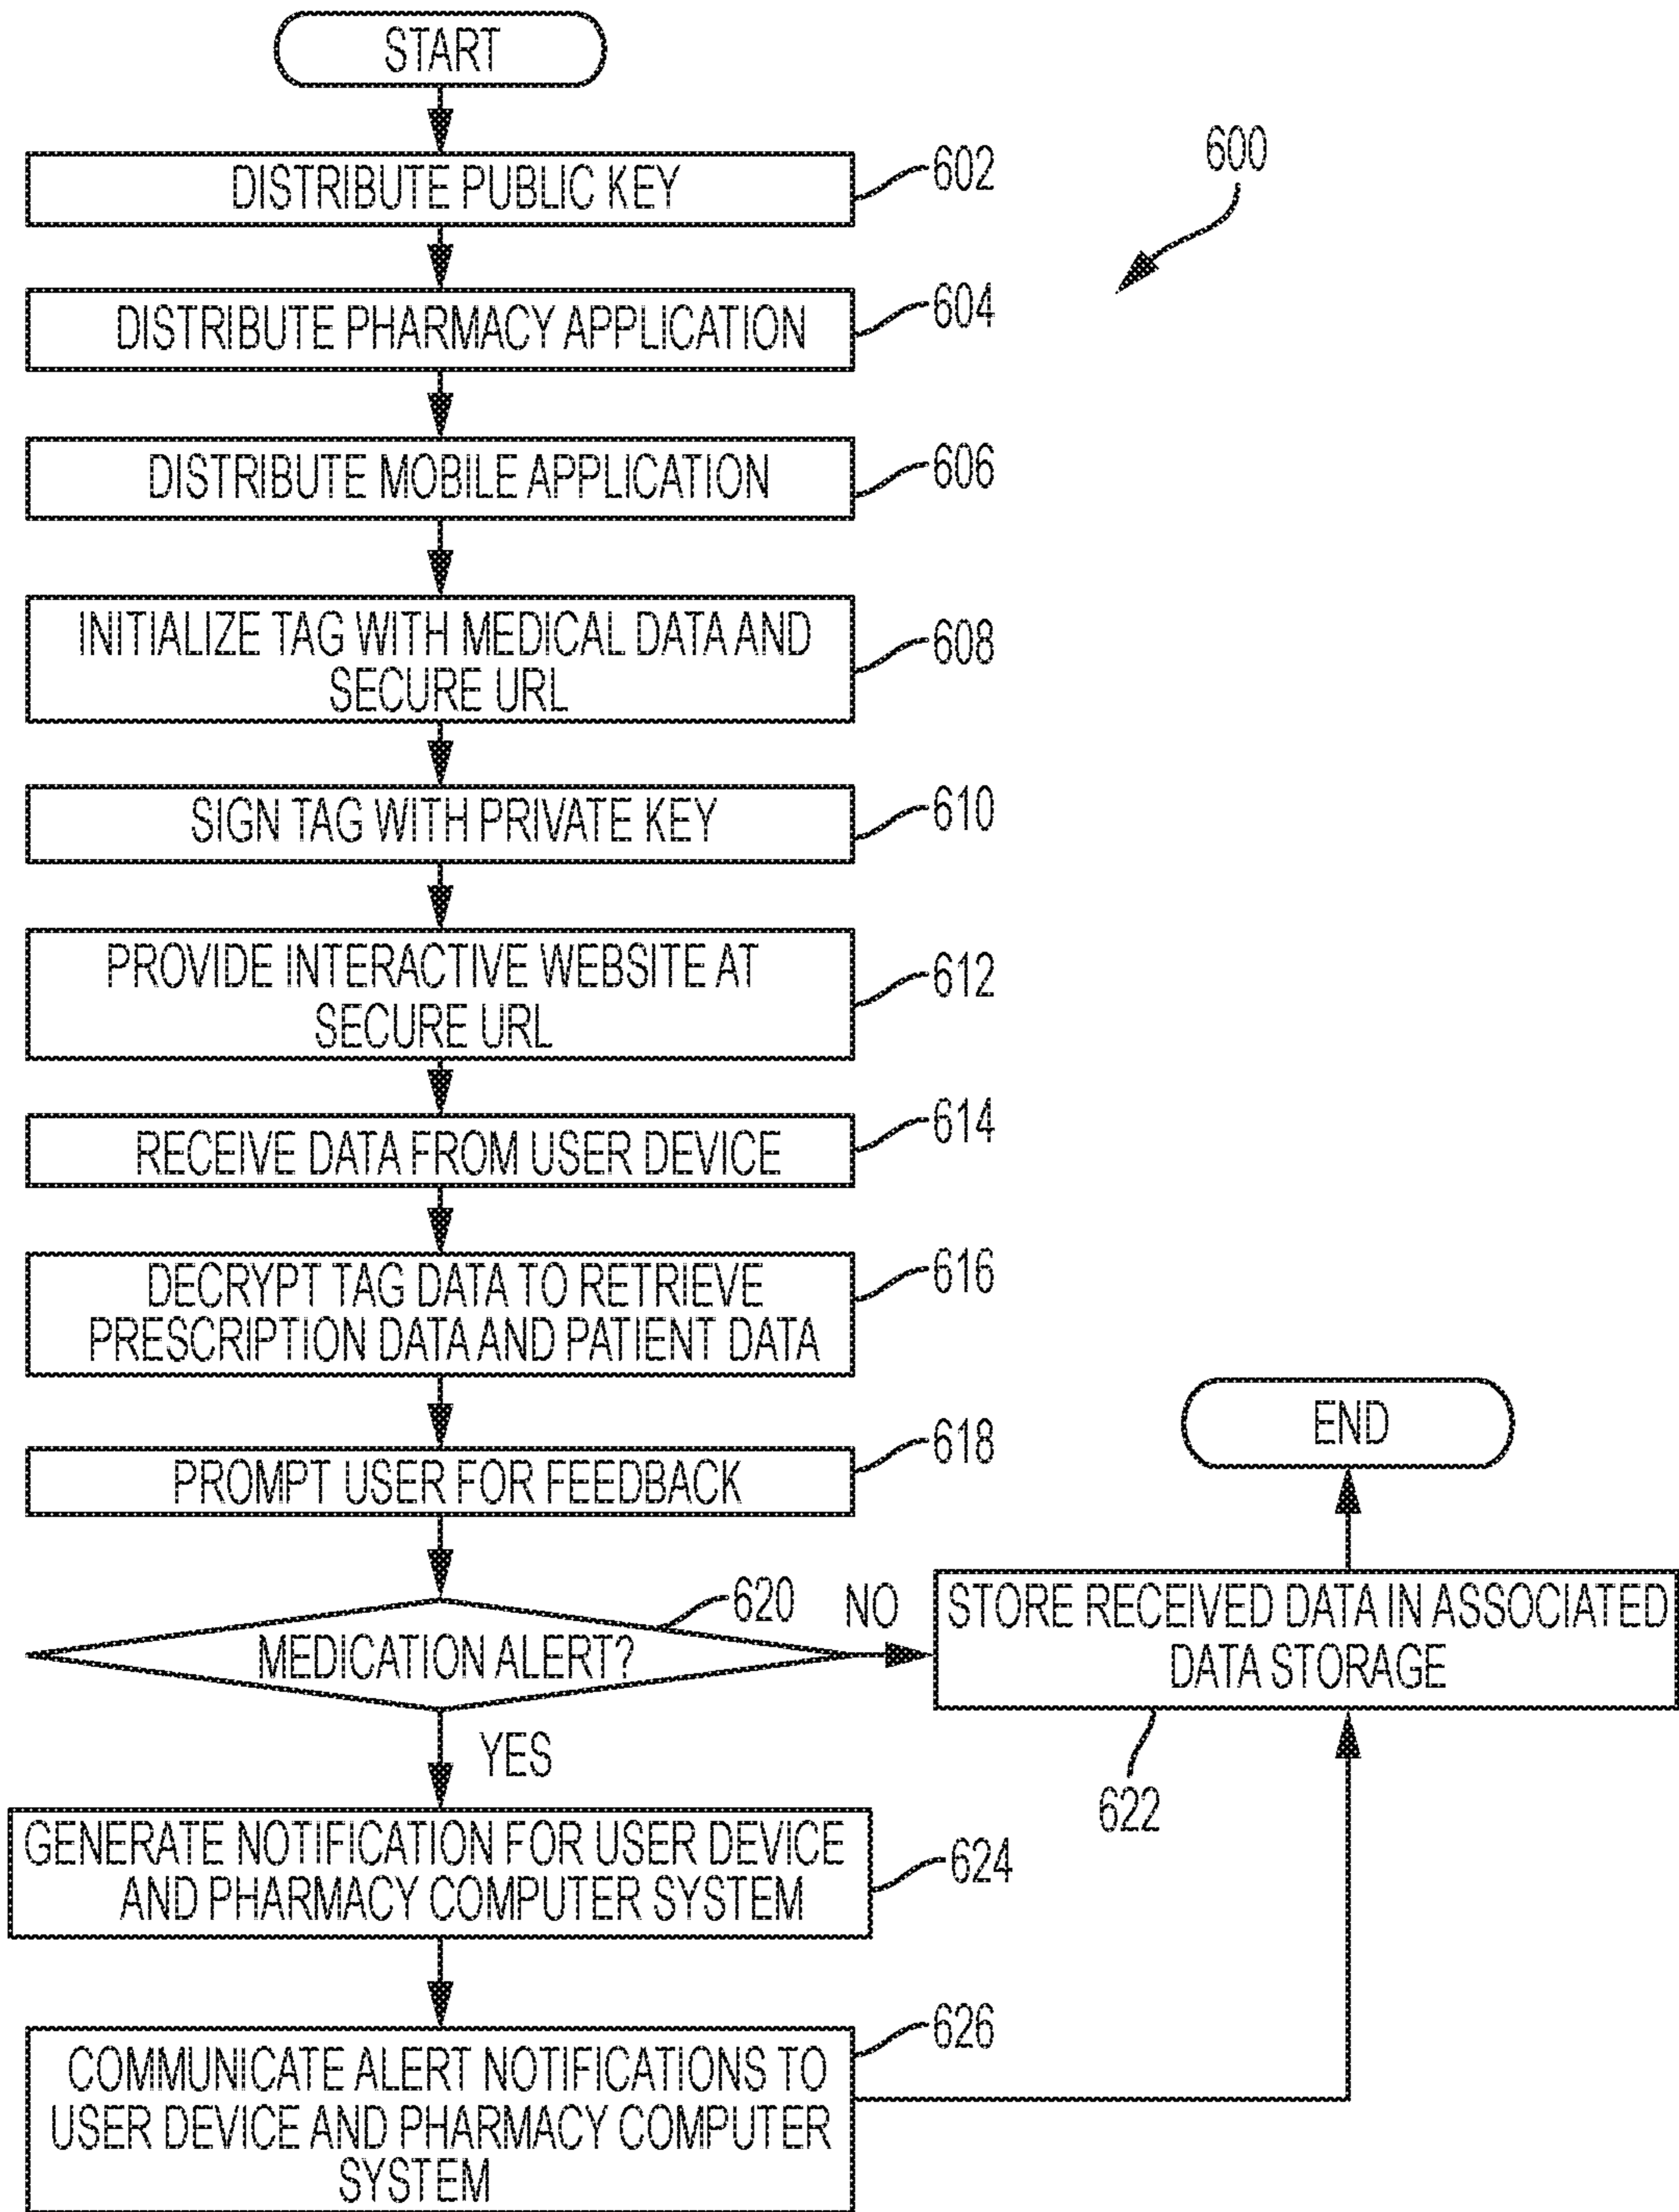 START
DISTRIBUTE PUBLIC KEY
602
600
DISTRIBUTE PHARMACY APPLICATION
604
DISTRIBUTE MOBILE APPLICATION
606
INITIALIZE TAG WITH MEDICAL DATA AND
SECURE URL
608
SIGN TAG WITH PRIVATE KEY
610
PROVIDE INTERACTIVE WEBSITE AT
SECURE URL
612
RECEIVE DATA FROM USER DEVICE
614
DECRYPT TAG DATA TO RETRIEVE
PRESCRIPTION DATA AND PATIENT DATA
616
PROMPT USER FOR FEEDBACK
618
MEDICATION ALERT?
620
NO
YES
STORE RECEIVED DATA IN ASSOCIATED
DATA STORAGE
622
END
GENERATE NOTIFICATION FOR USER DEVICE
AND PHARMACY COMPUTER SYSTEM
624
COMMUNICATE ALERT NOTIFICATIONS TO
USER DEVICE AND PHARMACY COMPUTER
SYSTEM
626